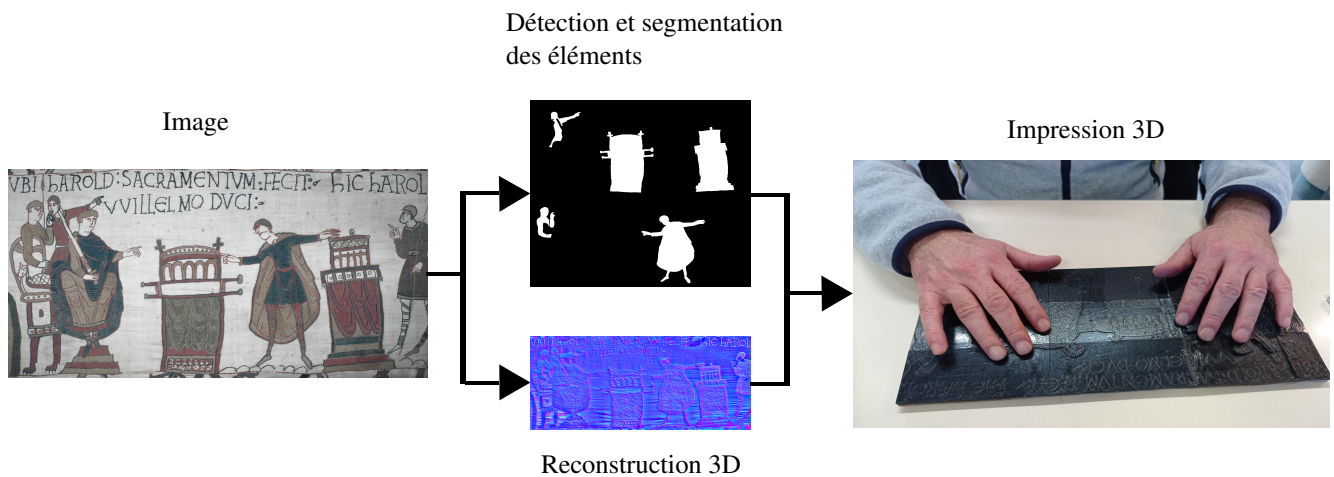 Détection et segmentation
des éléments
Image
Impression 3D
VBI hAROLD:SACRAMENTVM:FECIT:~ hIC hAROL
VVILLELMO DVCI:~
Reconstruction 3D